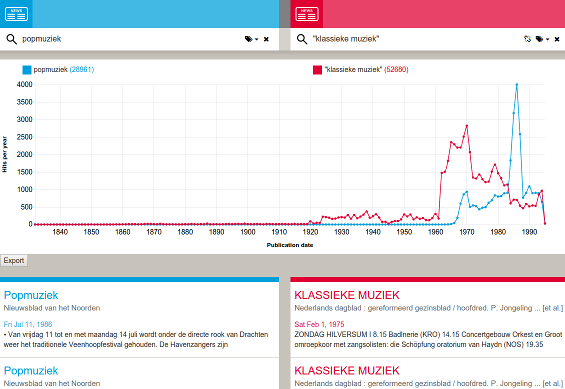 NEWS
NEWS
popmuziek
"klassieke muziek"
popmuziek (28961)
"klassieke muziek" (52680)
Hits per year
4000
3500
3000
2500
2000
1500
1000
500
0
1840 1850 1860 1870 1880 1890 1900 1910 1920 1930 1940 1950 1960 1970 1980 1990
Publication date
Export
Popmuziek
Nieuwsblad van het Noorden
Fri Jul 11, 1986
• Van vrijdag 11 tot en met maandag 14 juli wordt onder de directe rook van Drachten
weer het traditionele Veenhoopfestival gehouden. De Havenzangers zijn
Popmuziek
Nieuwsblad van het Noorden
KLASSIEKE MUZIEK
Nederlands dagblad : gereformeerd gezinsblad / hoofdred. P. Jongeling ... [et al.]
Sat Feb 1, 1975
ZONDAG HILVERSUM I 8.15 Badinerie (KRO) 14.15 Concertgebouw Orkest en Groot
omroepkoor met zangsolisten: die Schöpfung oratorium van Haydn (NOS) 19.35
KLASSIEKE MUZIEK
Nederlands dagblad : gereformeerd gezinsblad / hoofdred. P. Jongeling ... [et al.]